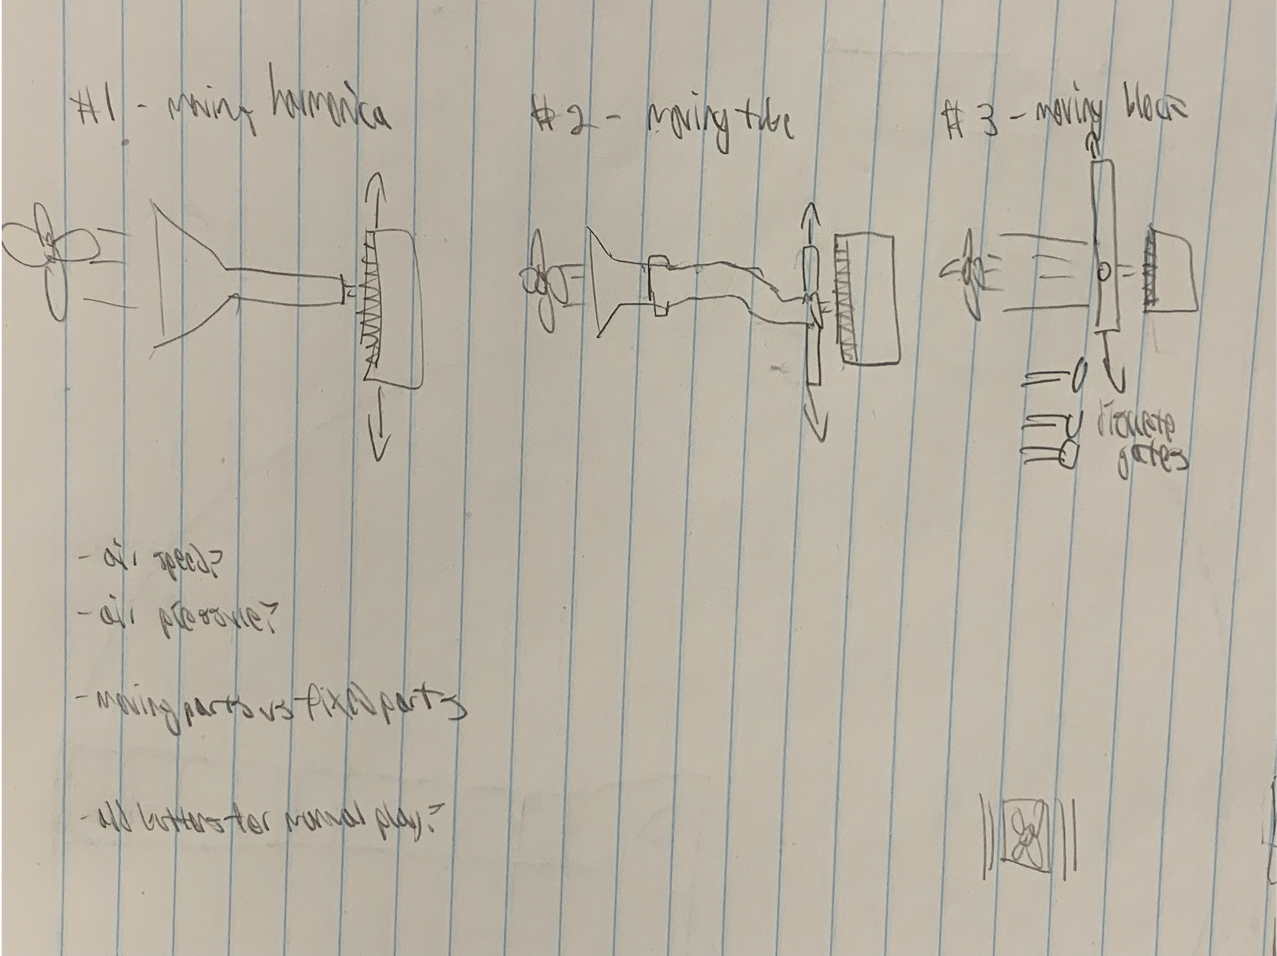 #1 - moving harmonica
#2 - moving tube
#3 - moving block
discrete
gates
- air speed?
- air pressure?
- moving parts vs fixed parts
- add buttons for manual play?